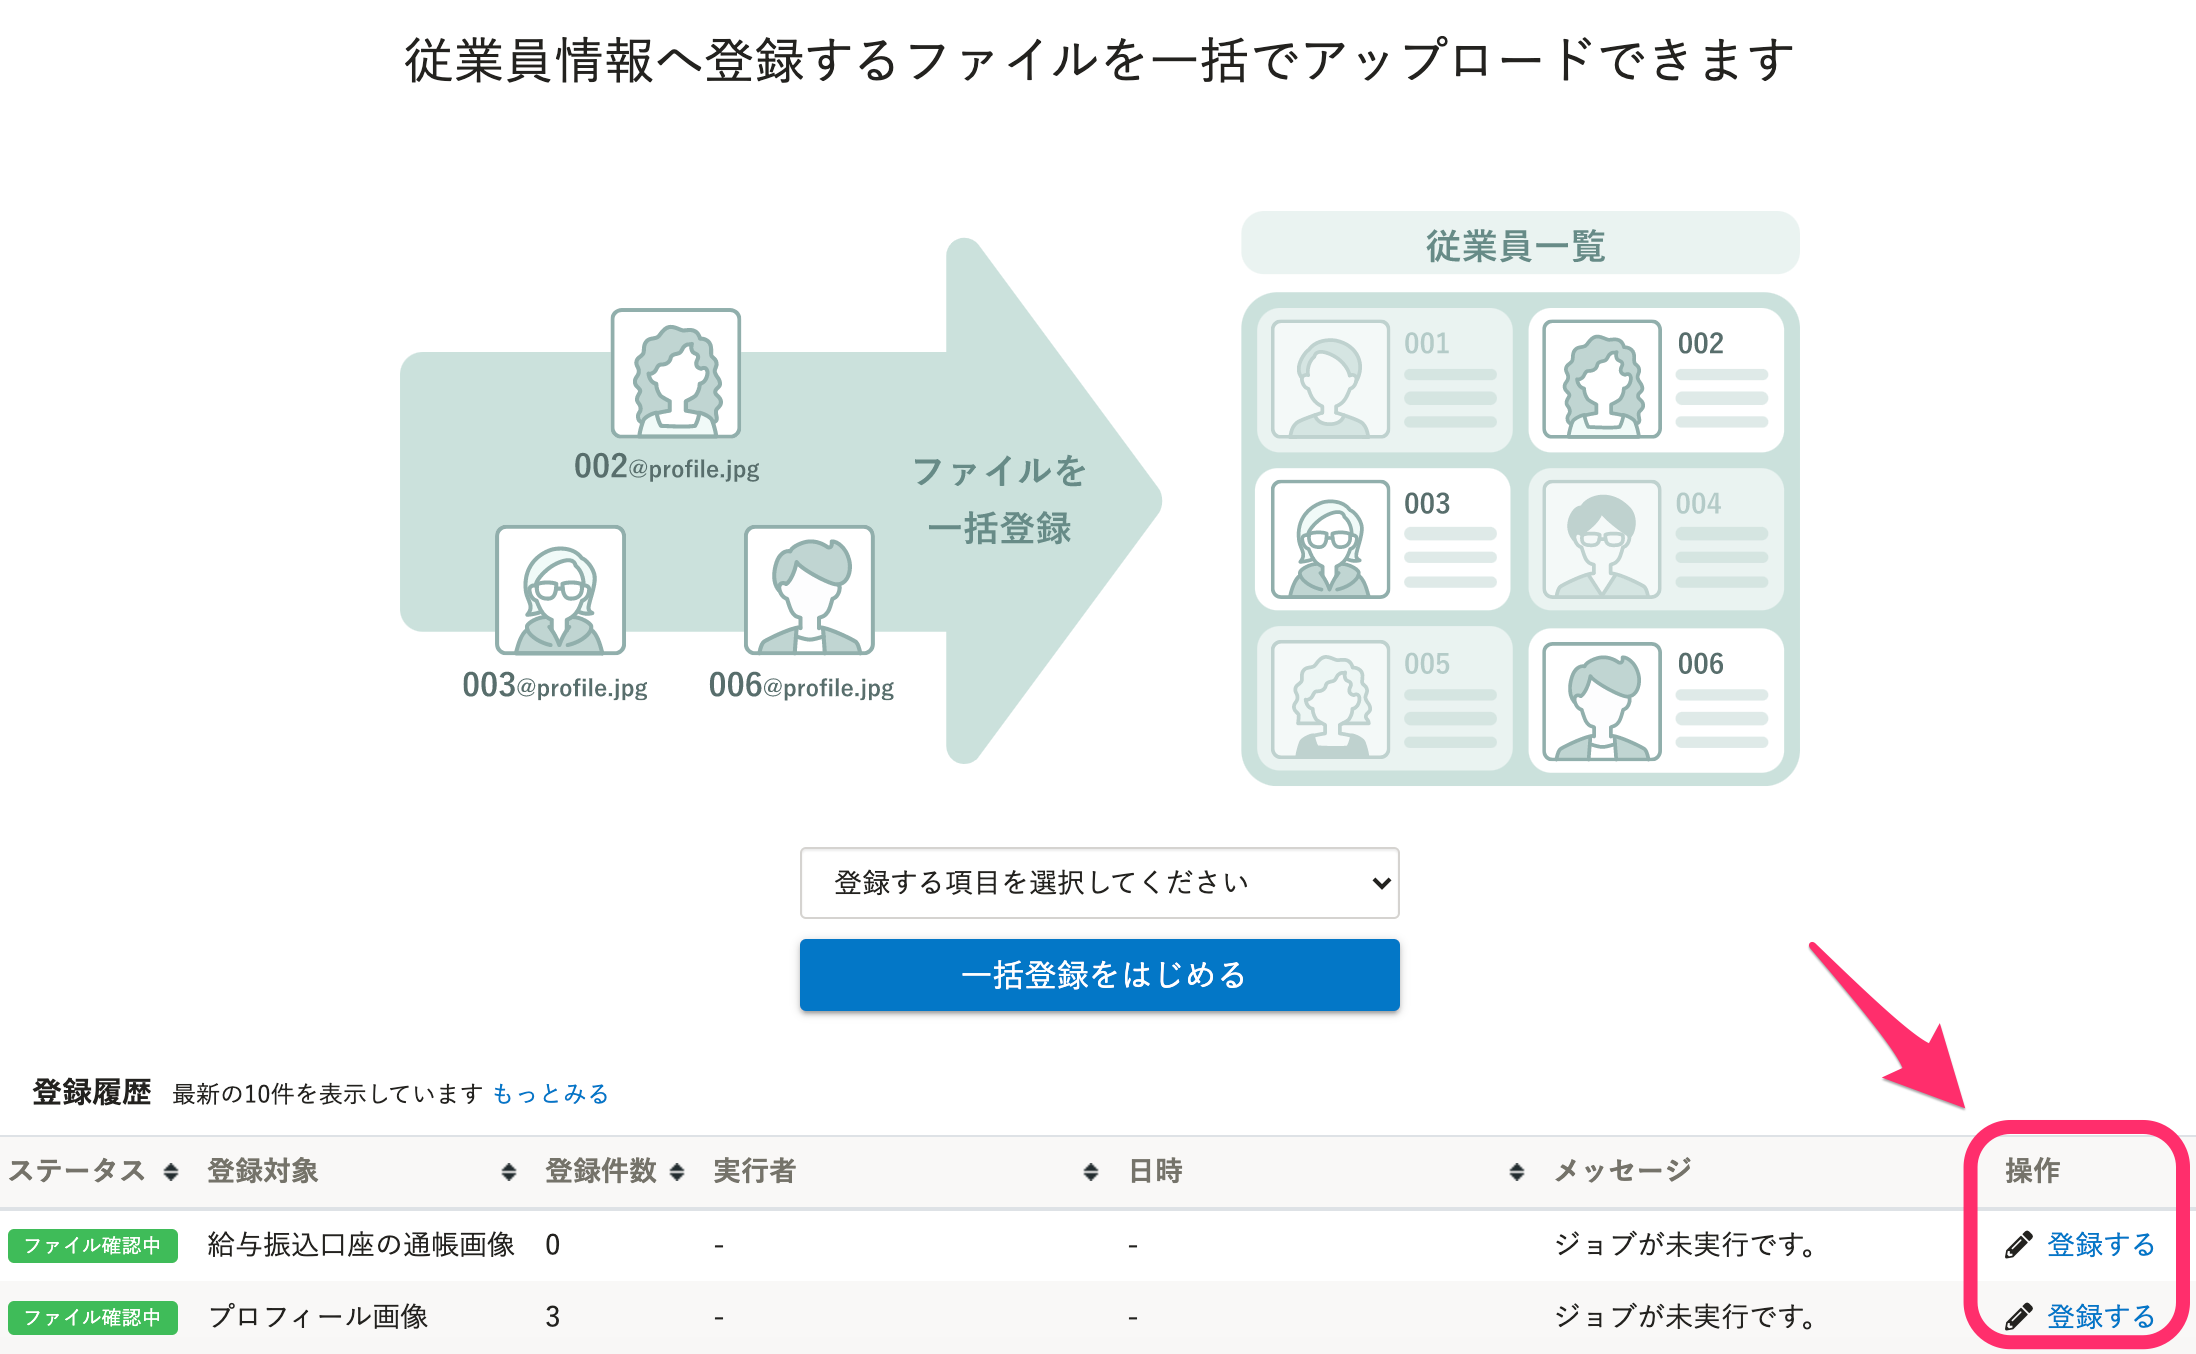 従業員情報へ登録するファイルを一括でアップロードできます
従業員一覧
001
002
002@profile.jpg
ファイルを
一括登録
003
004
003@profile.jpg
006@profile.jpg
005
006
登録する項目を選択してください
一括登録をはじめる
登録履歴 最新の10件を表示しています もっとみる
ステータス 登録対象 登録件数 実行者 日時 メッセージ 操作
ファイル確認中 給与振込口座の通帳画像 0 - - ジョブが未実行です。 登録する
ファイル確認中 プロフィール画像 3 - - ジョブが未実行です。 登録する